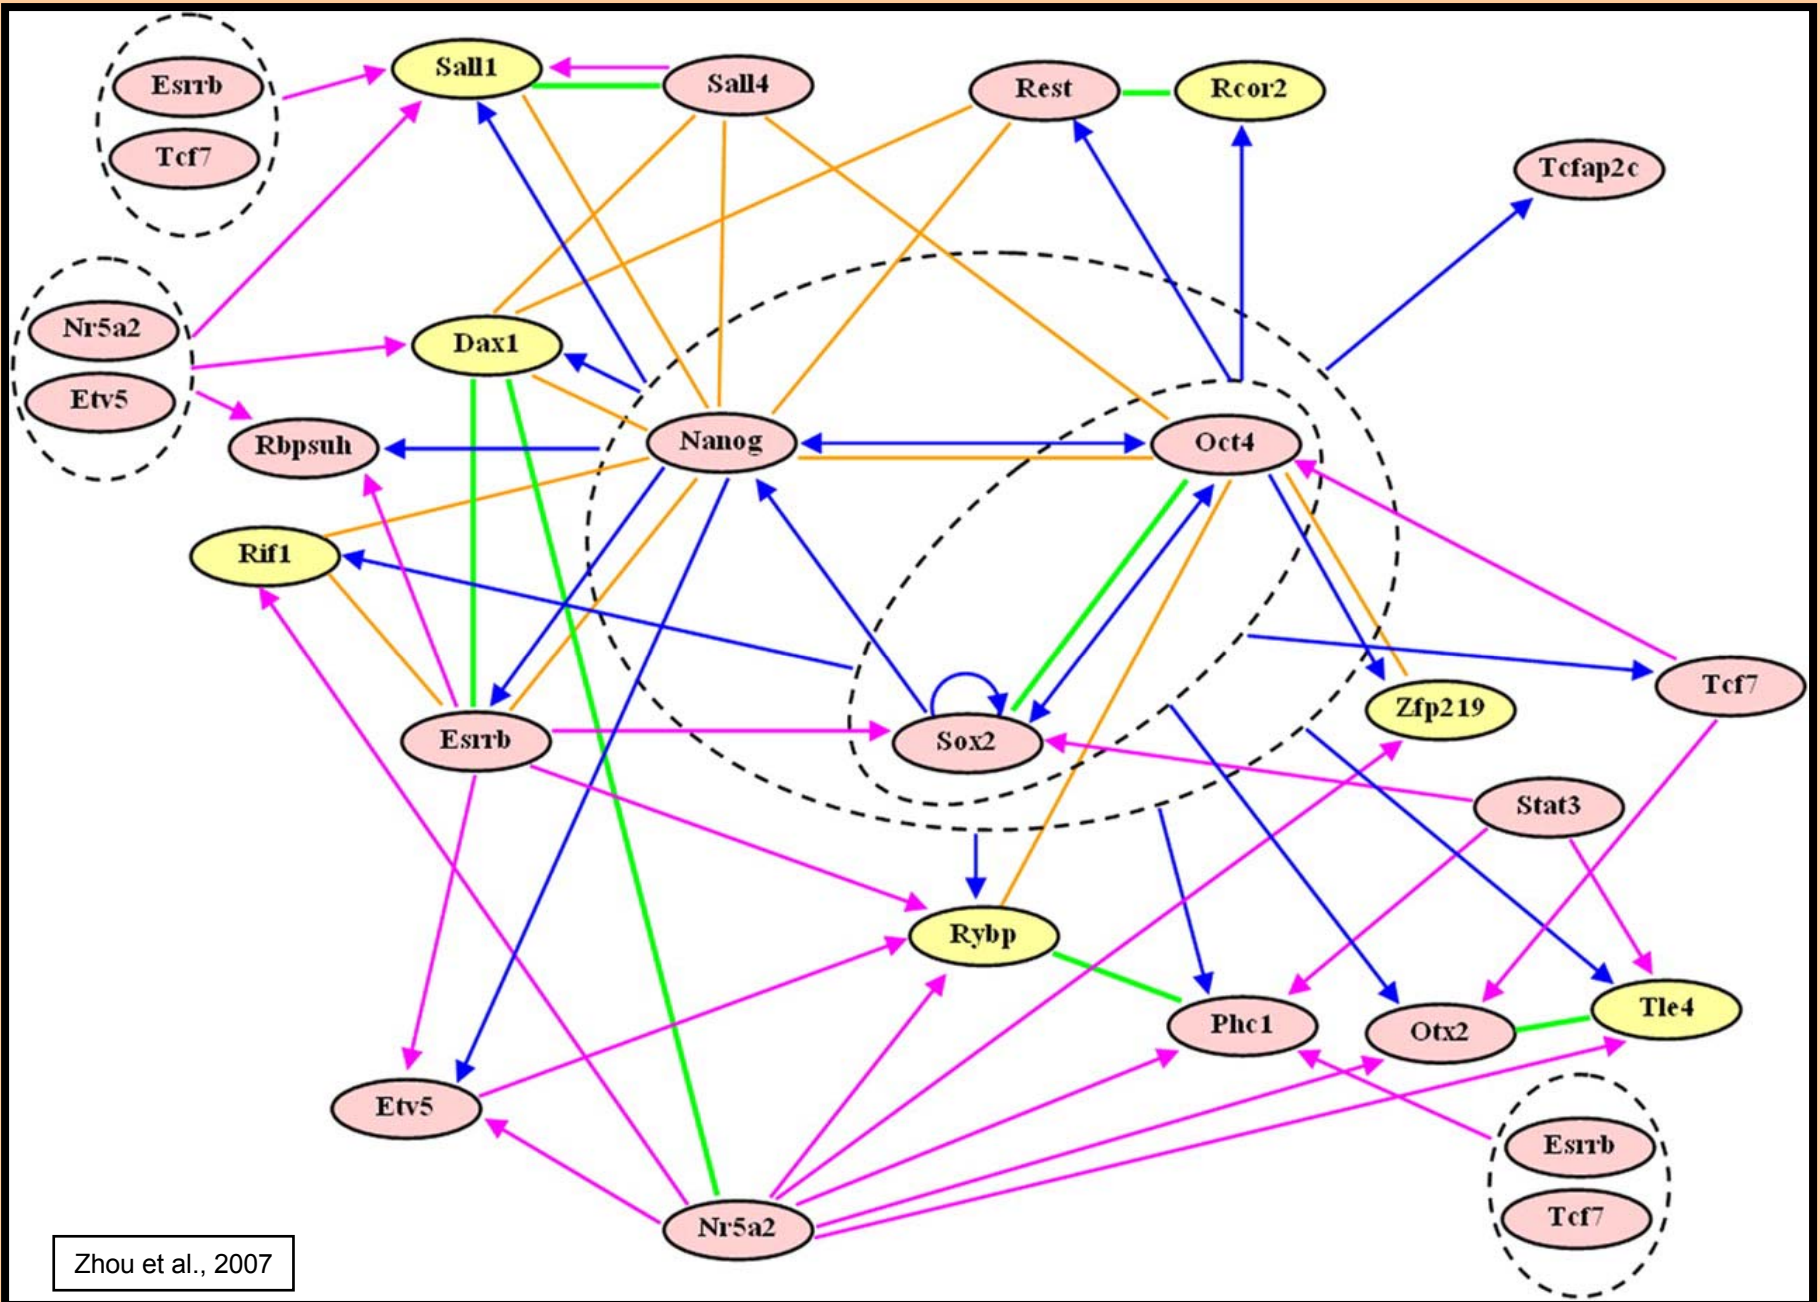 Esrrb
Tcf7
Sall1
Sall4
Rest
Rcor2
Tcfap2c
Nr5a2
Etv5
Dax1
Rbpsuh
Nanog
Oct4
Rif1
Esrrb
Sox2
Zfp219
Tcf7
Stat3
Rybp
Phc1
Otx2
Tle4
Etv5
Nr5a2
Esrrb
Tcf7
Zhou et al., 2007